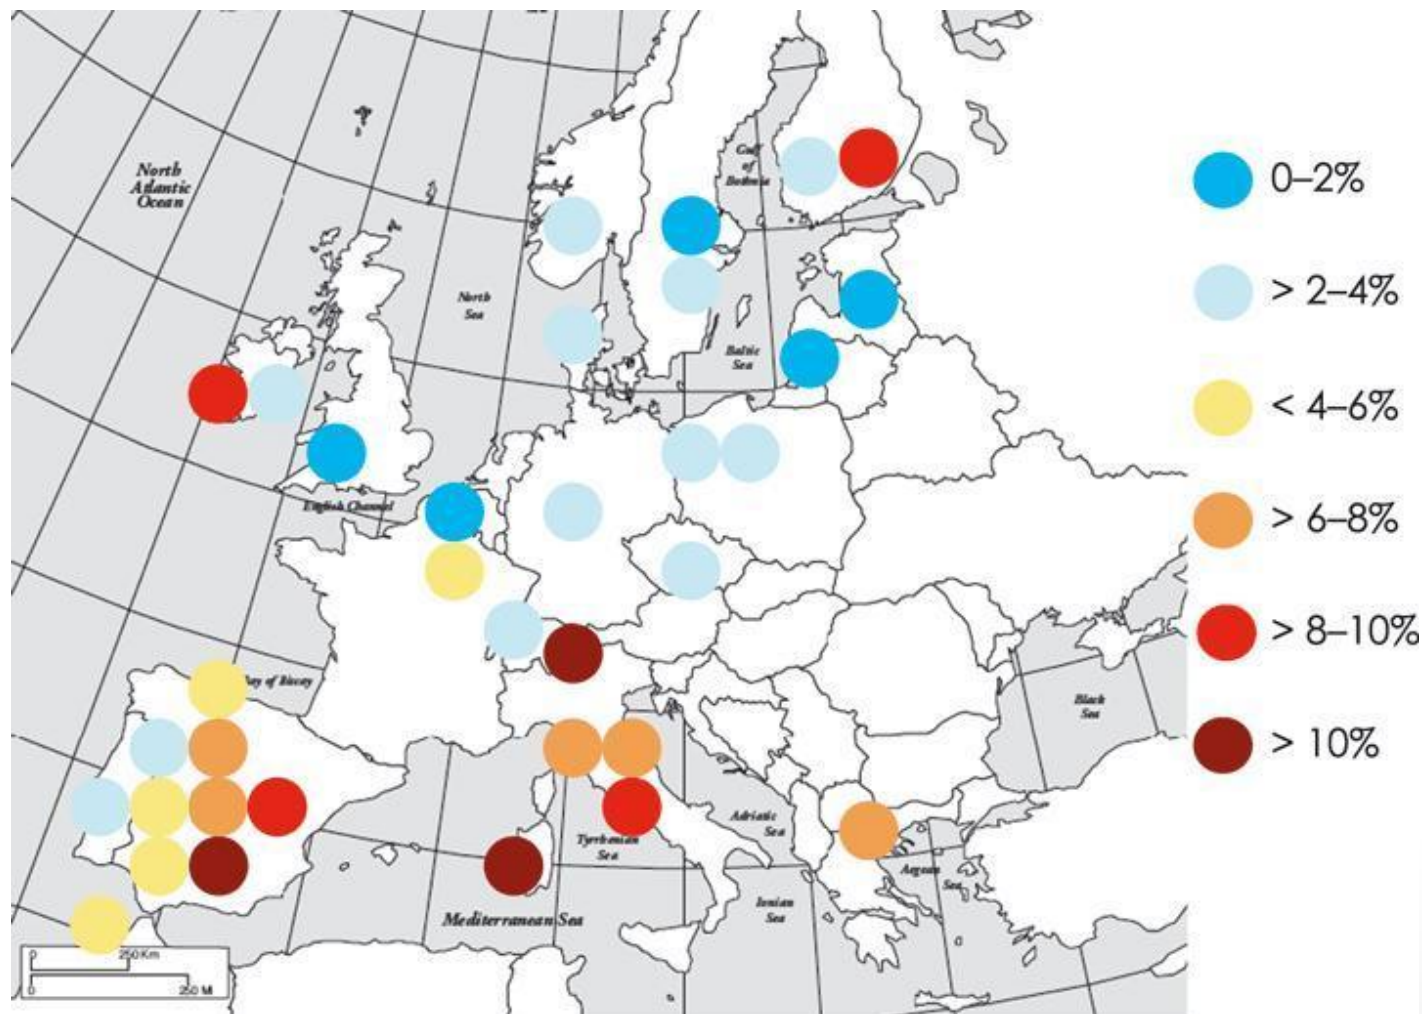 Gulf
of
Bothnia
North
Atlantic
Ocean
North
Sea
Baltic
Sea
English Channel
Bay of Biscay
Black
Sea
Adriatic
Sea
Tyrrhenian
Sea
Aegean
Sea
Ionian
Sea
Mediterranean Sea
0 250 Km
0 250 Mi
0–2%
> 2–4%
< 4–6%
> 6–8%
> 8–10%
> 10%